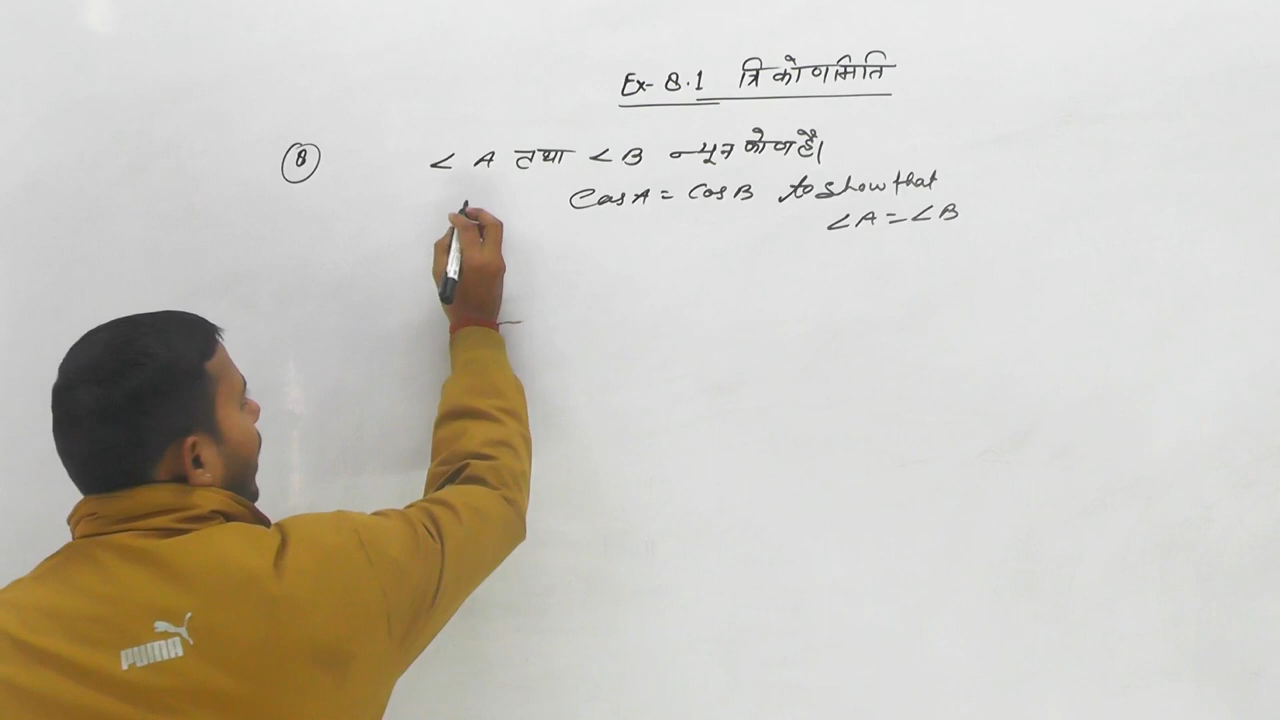 Ex- 8.1 त्रिकोणमिति
8 ∠ A तथा ∠ B न्यून कोण है।
Cos A = Cos B to show that
∠A = ∠B
PUMA